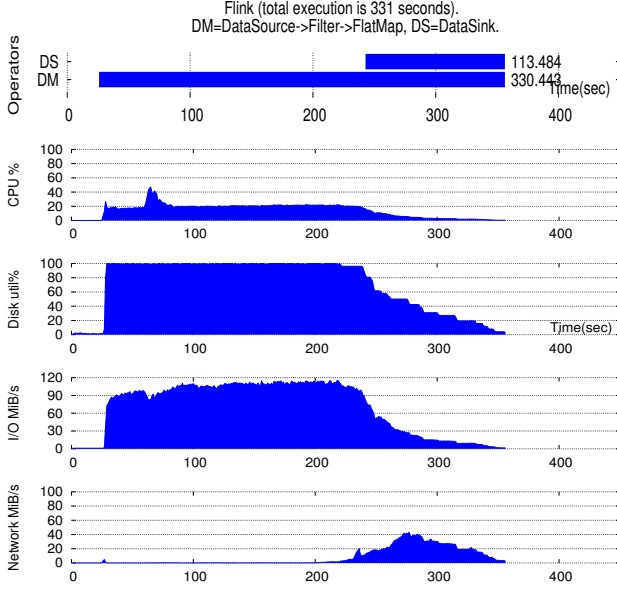 Flink (total execution is 331 seconds).
DM=DataSource->Filter->FlatMap, DS=DataSink.
Operators
DS
DM
113.484
330.443
Time(sec)
0 100 200 300 400
CPU %
100
80
60
40
20
0
0 100 200 300 400
Disk util%
100
80
60
40
20
0
Time(sec)
0 100 200 300 400
I/O MiB/s
120
90
60
30
0
0 100 200 300 400
Network MiB/s
100
80
60
40
20
0
0 100 200 300 400